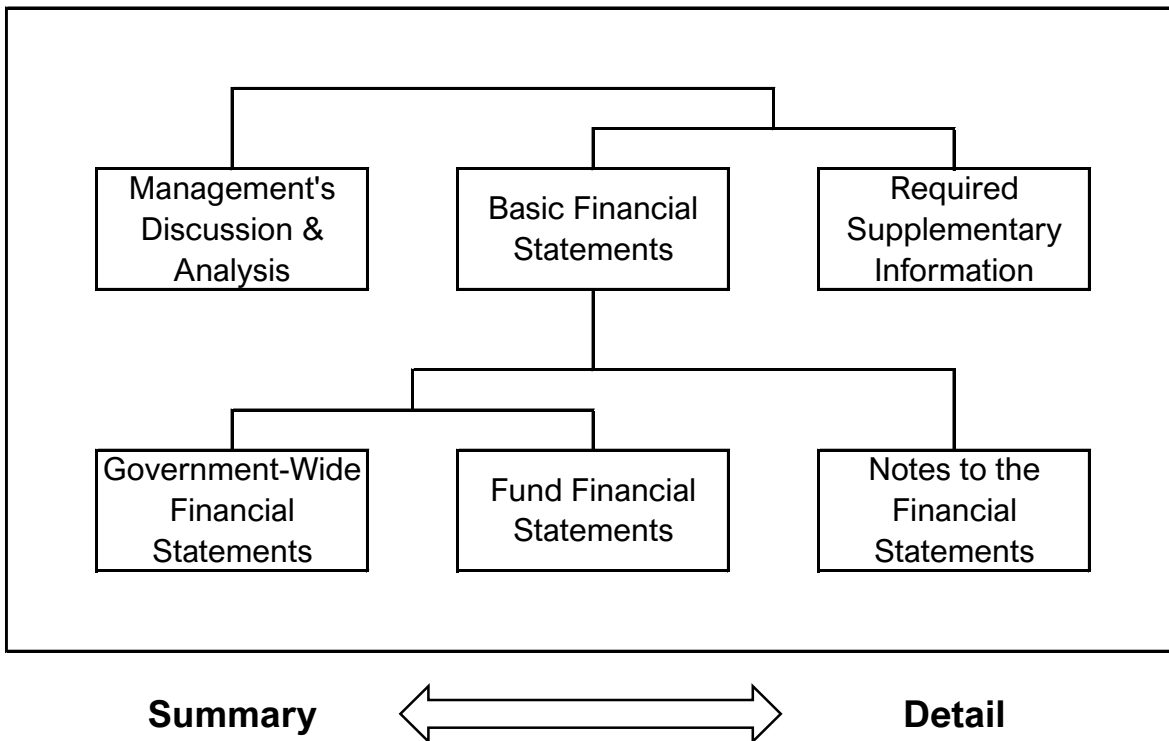 Management's
Discussion &
Analysis
Basic Financial
Statements
Required
Supplementary
Information
Government-Wide
Financial
Statements
Fund Financial
Statements
Notes to the
Financial
Statements
Summary
Detail